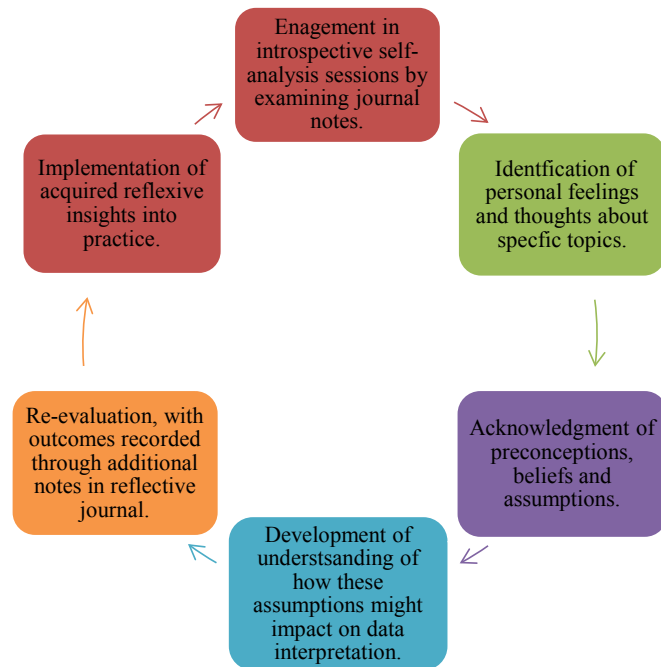 Enagement in
introspective self-
analysis sessions by
examining journal
notes.
Identfication of
personal feelings
and thoughts about
specfic topics.
Acknowledgment of
preconceptions,
beliefs and
assumptions.
Development of
understsanding of
how these
assumptions might
impact on data
interpretation.
Re-evaluation, with
outcomes recorded
through additional
notes in reflective
journal.
Implementation of
acquired reflexive
insights into
practice.